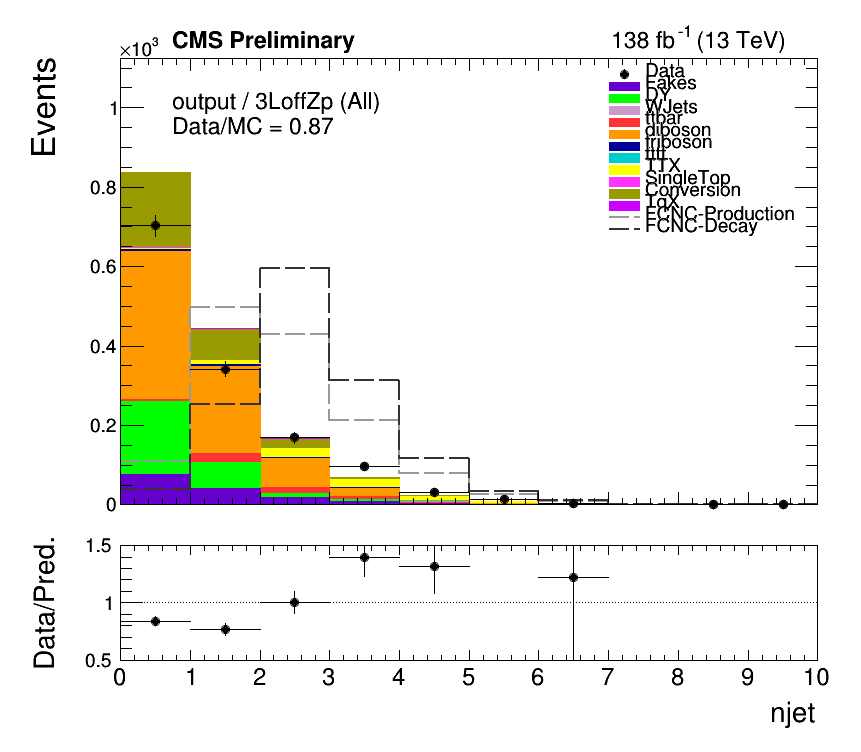 ×10³ CMS Preliminary 138 fb⁻¹ (13 TeV)
Events
output / 3LoffZp (All)
Data/MC = 0.87
Data
Fakes
DY
WJets
ttbar
diboson
triboson
tttt
TTX
SingleTop
Conversion
TqX
FCNC-Production
FCNC-Decay
1
0.8
0.6
0.4
0.2
0
Data/Pred.
1.5
1
0.5
0 1 2 3 4 5 6 7 8 9 10
njet